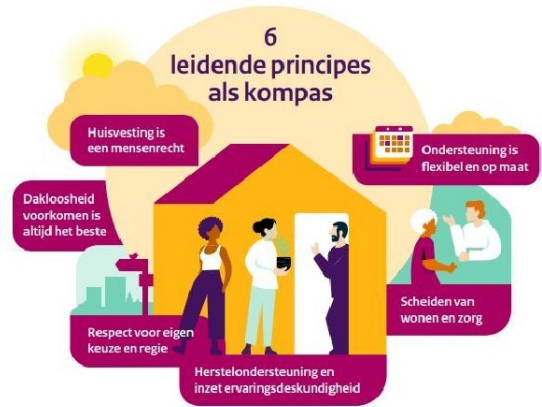 6
leidende principes
als kompas
Huisvesting is
een mensenrecht
Ondersteuning is
flexibel en op maat
Dakloosheid
voorkomen is
altijd het beste
Scheiden van
wonen en zorg
Respect voor eigen
keuze en regie
Herstelondersteuning en
inzet ervaringsdeskundigheid